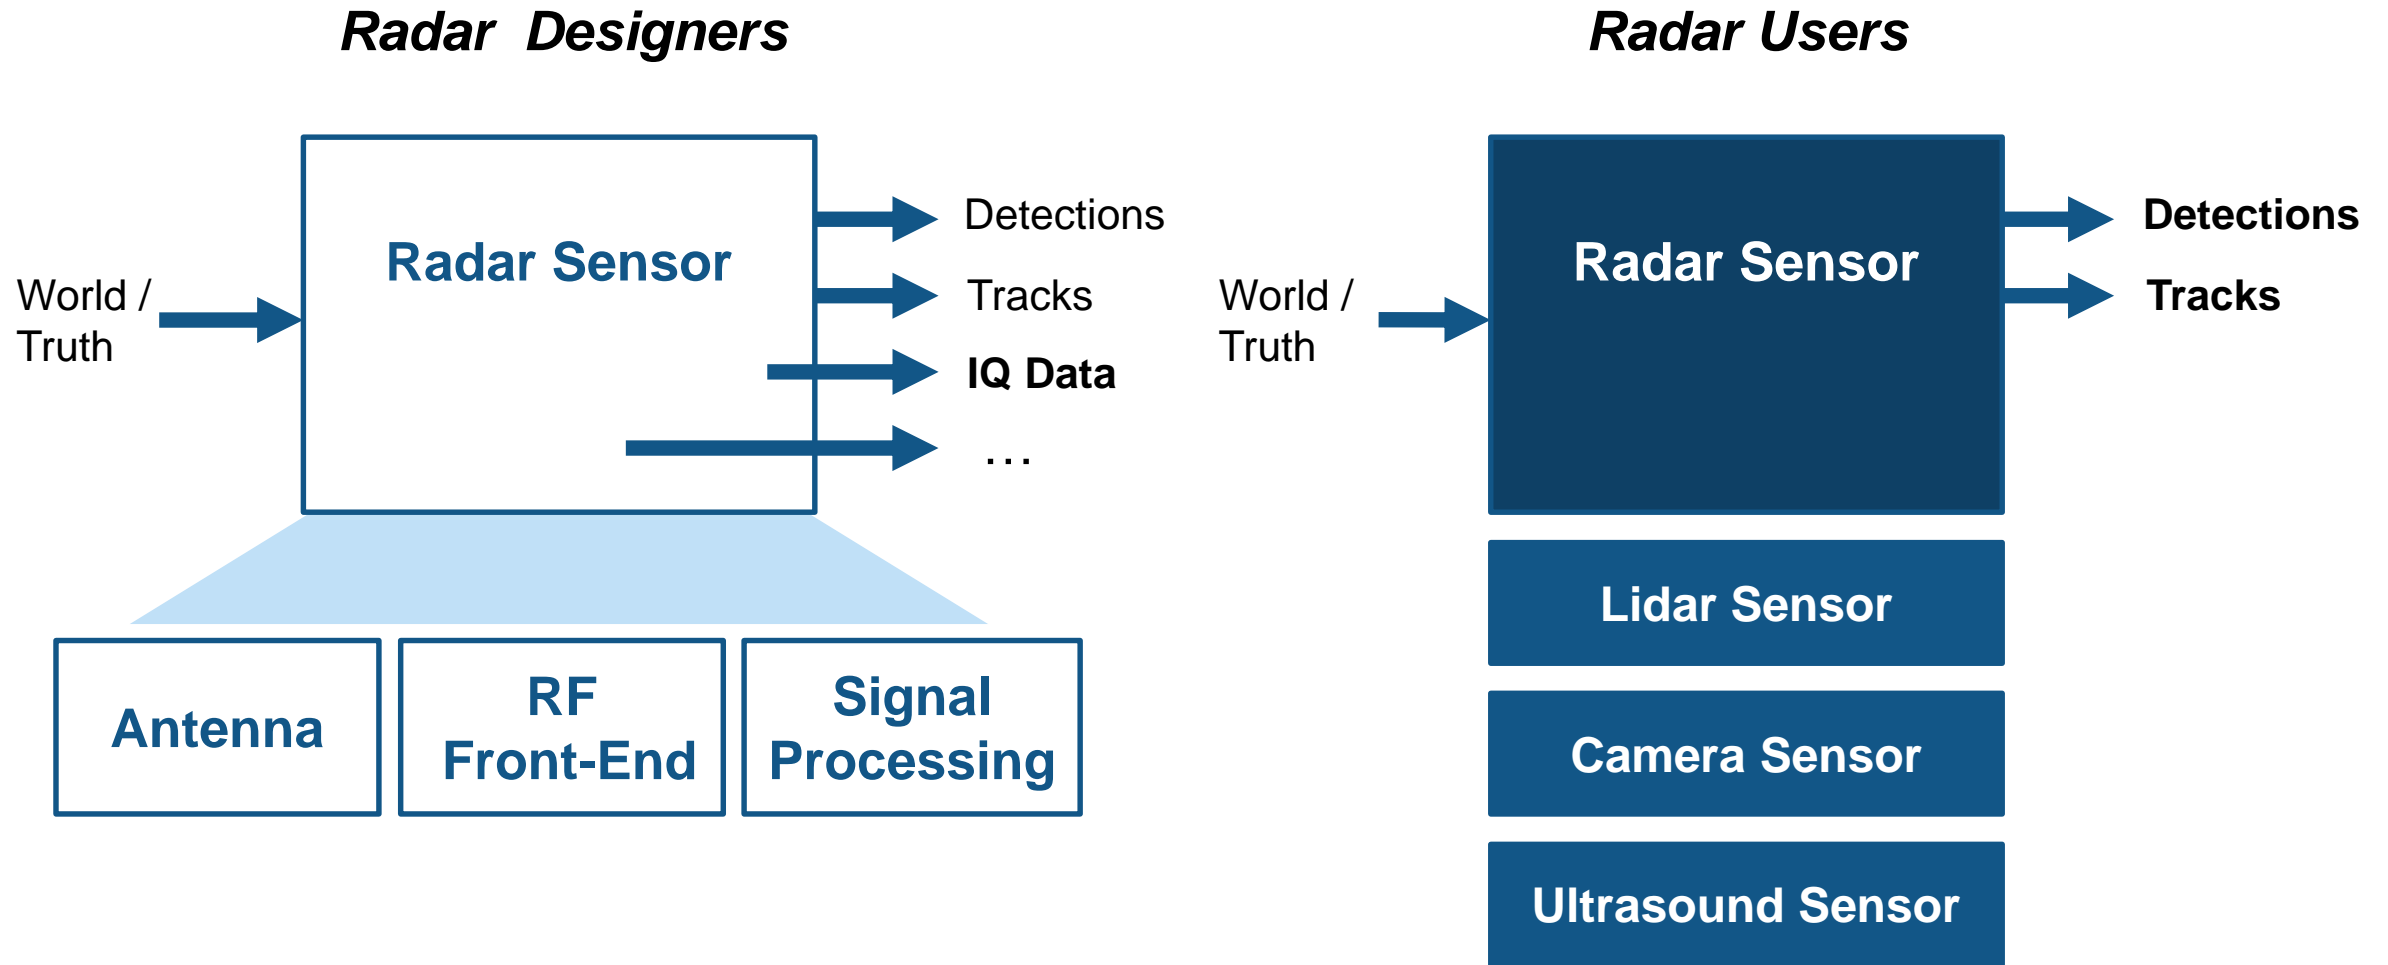 Radar Designers
World /
Truth
Radar Sensor
Detections
Tracks
IQ Data
…
Antenna
RF
Front-End
Signal
Processing
Radar Users
World /
Truth
Radar Sensor
Detections
Tracks
Lidar Sensor
Camera Sensor
Ultrasound Sensor